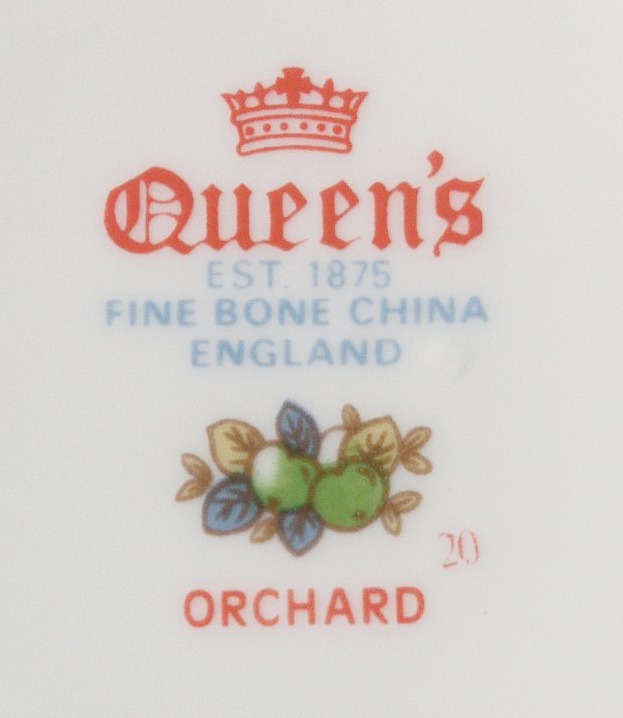 Queen's
EST. 1875
FINE BONE CHINA
ENGLAND
20
ORCHARD